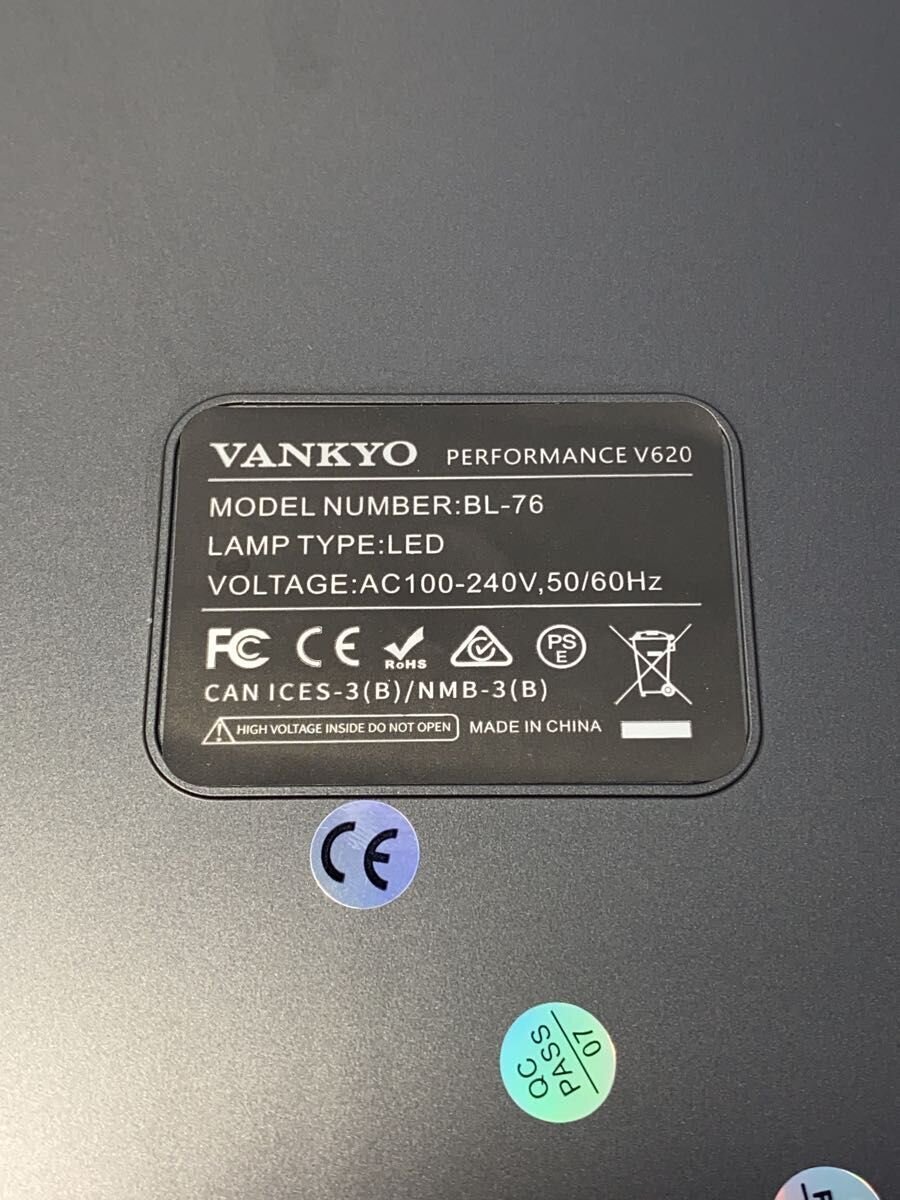 VANKYO PERFORMANCE V620
MODEL NUMBER:BL-76
LAMP TYPE:LED
VOLTAGE:AC100-240V,50/60Hz
FC CE RoHS PSE
CAN ICES-3(B)/NMB-3(B)
HIGH VOLTAGE INSIDE DO NOT OPEN MADE IN CHINA
CE
QC
PASS
07